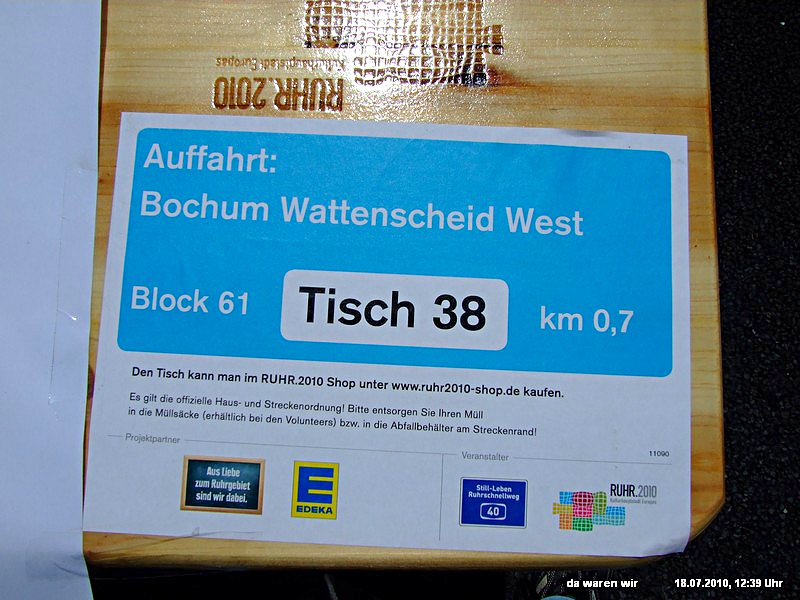 RUHR.2010
Kulturhauptstadt Europas
Auffahrt:
Bochum Wattenscheid West
Block 61
Tisch 38
km 0,7
Den Tisch kann man im RUHR.2010 Shop unter www.ruhr2010-shop.de kaufen.
Es gilt die offizielle Haus- und Streckenordnung! Bitte entsorgen Sie Ihren Müll
in die Müllsäcke (erhältlich bei den Volunteers) bzw. in die Abfallbehälter am Streckenrand!
11090
Projektpartner
Veranstalter
Aus Liebe
zum Ruhrgebiet
sind wir dabei.
E
EDEKA
Still-Leben
Ruhrschnellweg
40
RUHR.2010
Kulturhauptstadt Europas
da waren wir
18.07.2010, 12:39 Uhr